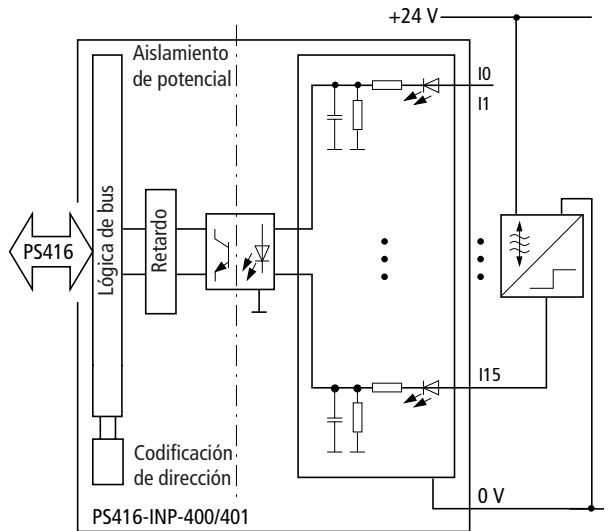 +24 V
Aislamiento
de potencial
I0
I1
Lógica de bus
Retardo
PS416
I15
Codificación
de dirección
0 V
PS416-INP-400/401